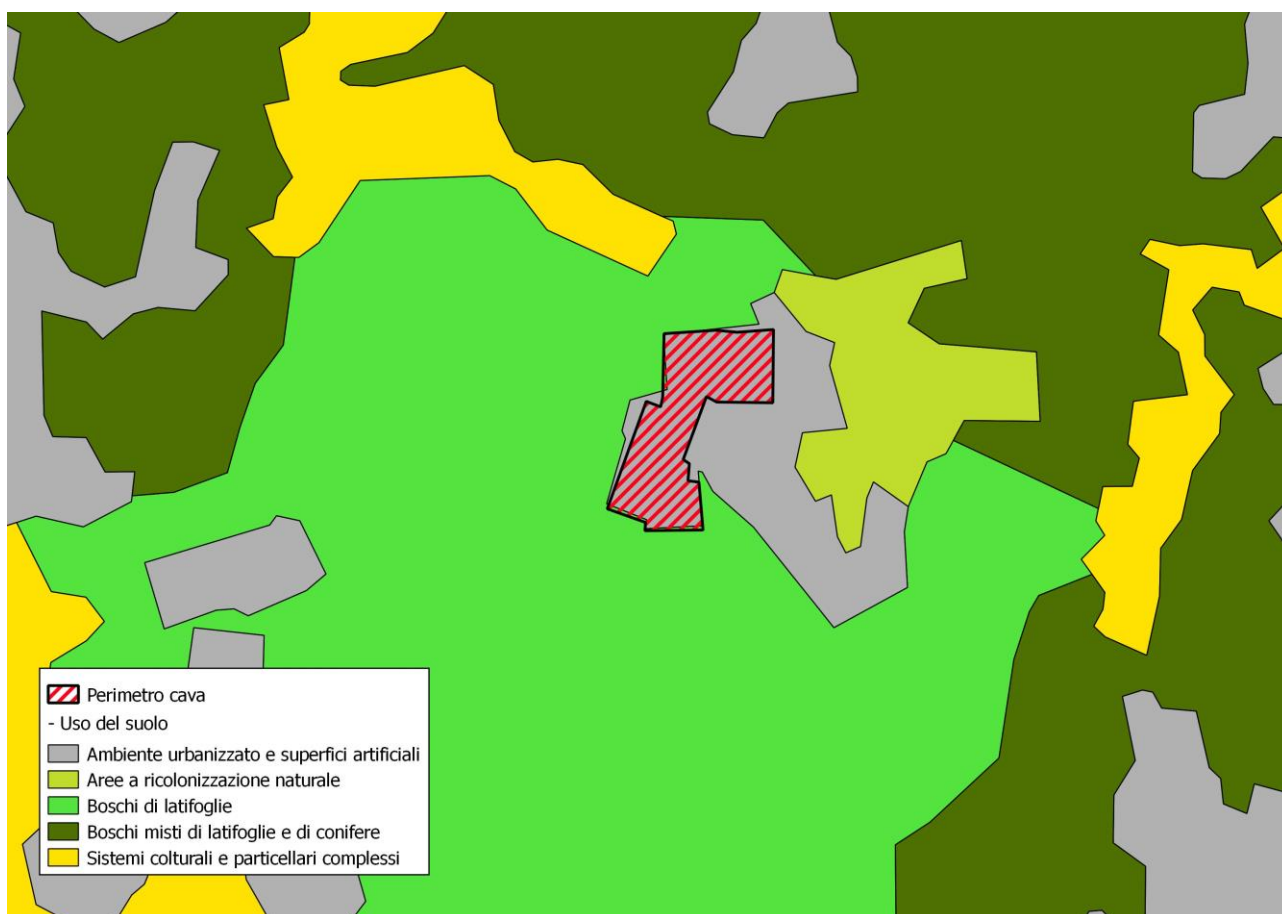 Perimetro cava
- Uso del suolo
Ambiente urbanizzato e superfici artificiali
Aree a ricolonizzazione naturale
Boschi di latifoglie
Boschi misti di latifoglie e di conifere
Sistemi colturali e particellari complessi